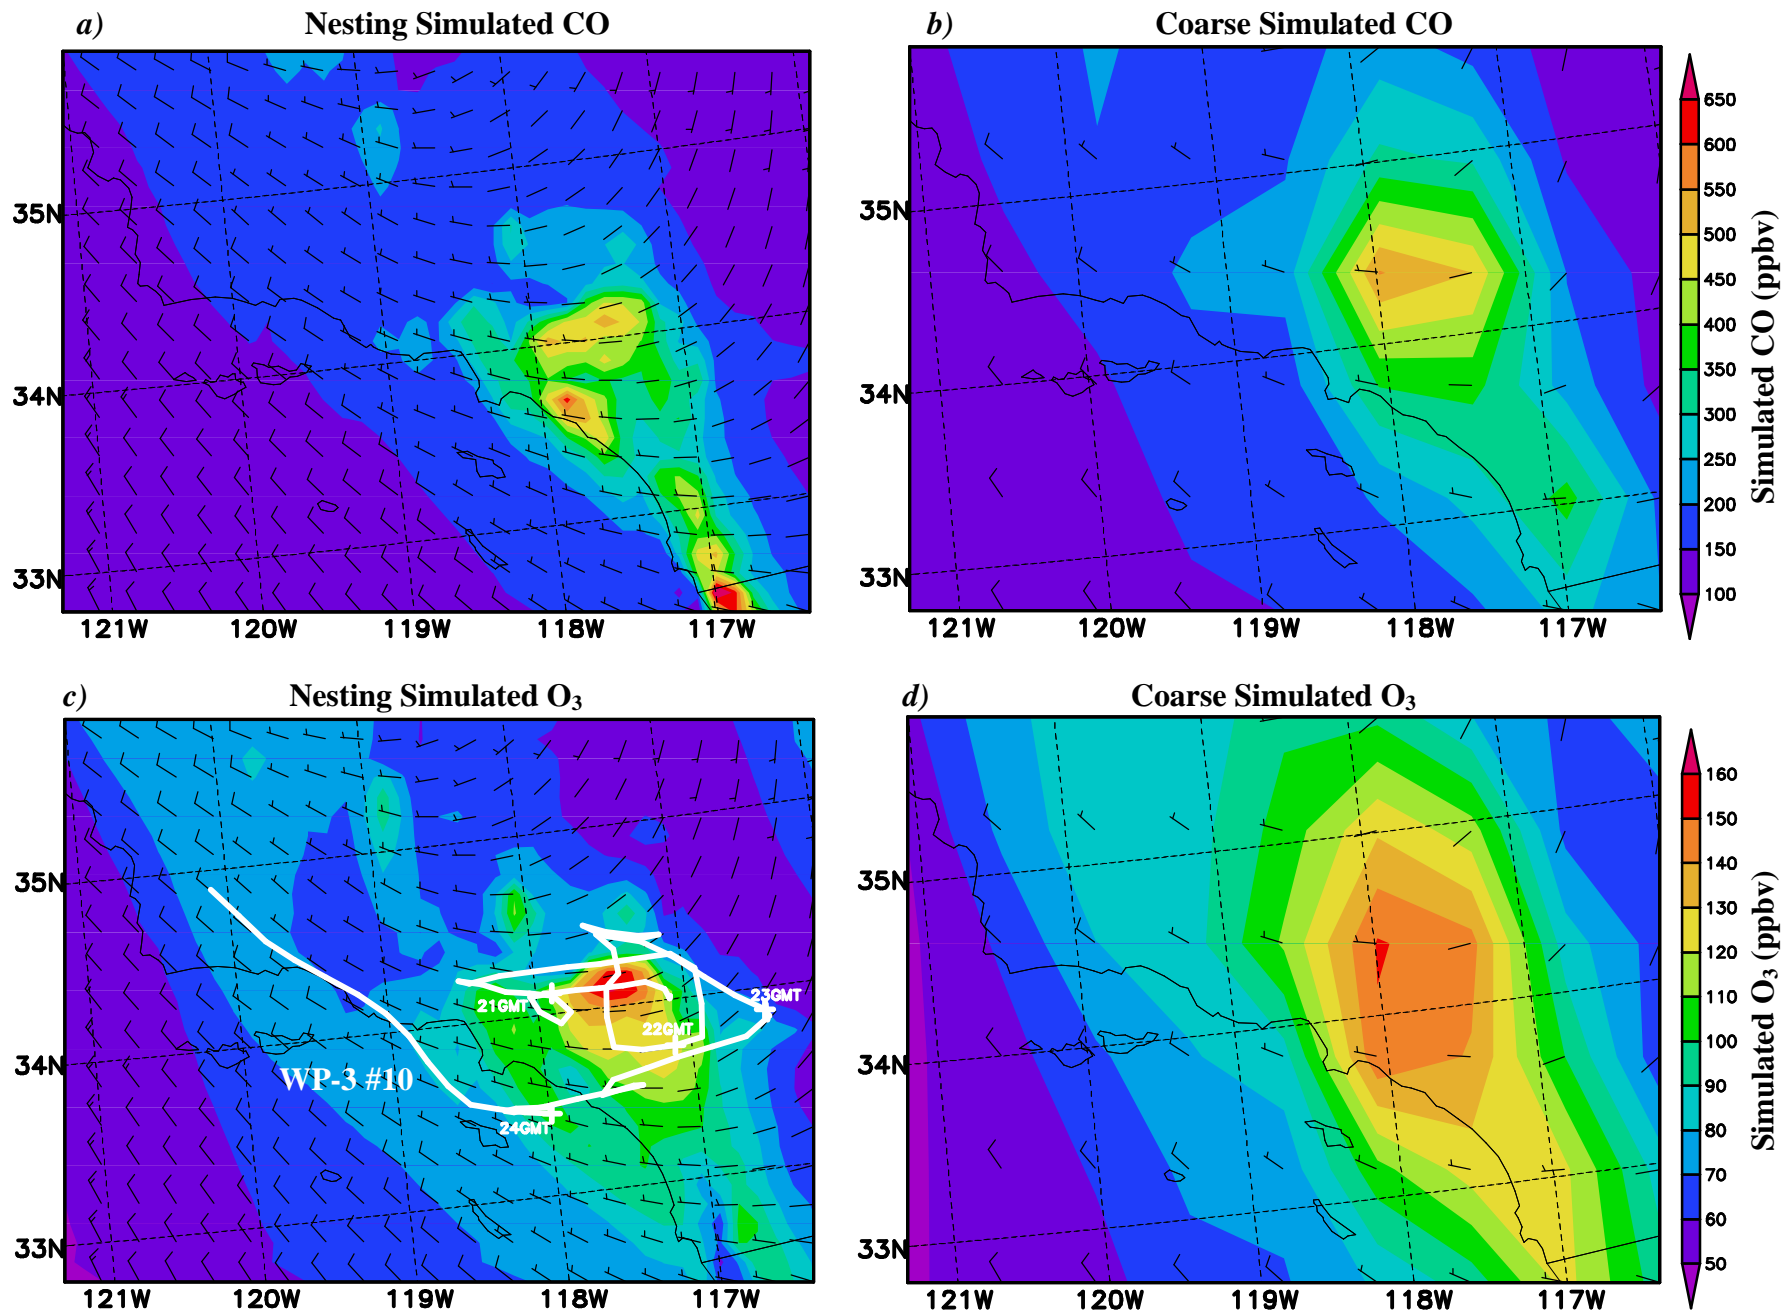 a) Nesting Simulated CO
b) Coarse Simulated CO
35N
34N
33N
121W 120W 119W 118W 117W
35N
34N
33N
121W 120W 119W 118W 117W
650
600
550
500
450
400
350
300
250
200
150
100
Simulated CO (ppbv)
c) Nesting Simulated O₃
d) Coarse Simulated O₃
35N
34N
33N
121W 120W 119W 118W 117W
21GMT
22GMT
23GMT
24GMT
WP-3 #10
35N
34N
33N
121W 120W 119W 118W 117W
160
150
140
130
120
110
100
90
80
70
60
50
Simulated O₃ (ppbv)